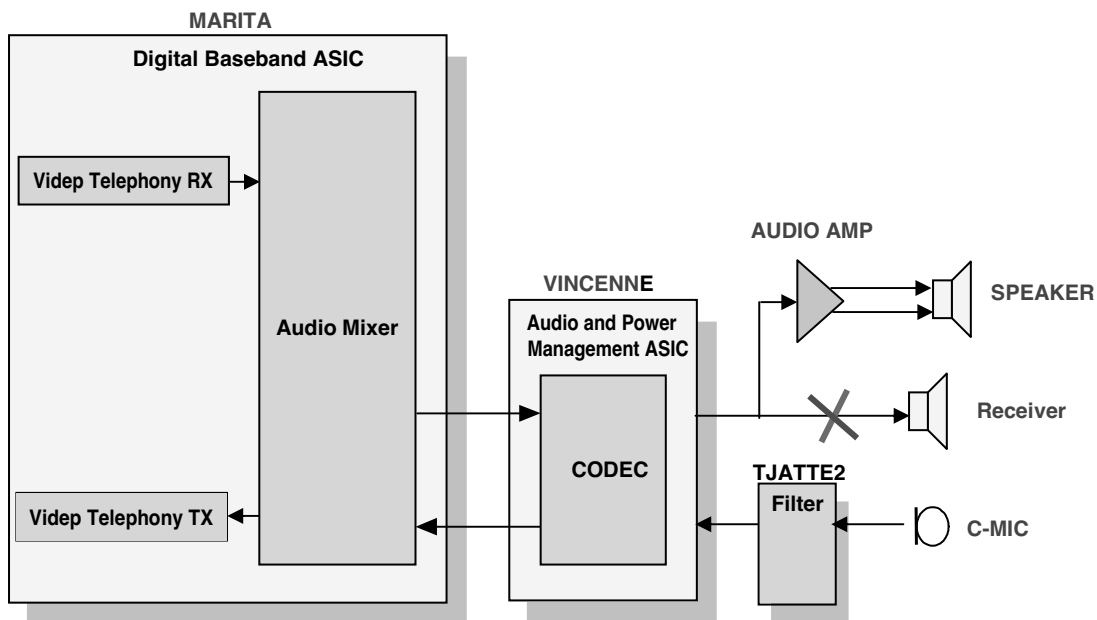 MARITA
Digital Baseband ASIC
Videp Telephony RX
Audio Mixer
Videp Telephony TX
VINCENNE
Audio and Power
Management ASIC
CODEC
AUDIO AMP
SPEAKER
Receiver
TJATTE2
Filter
C-MIC